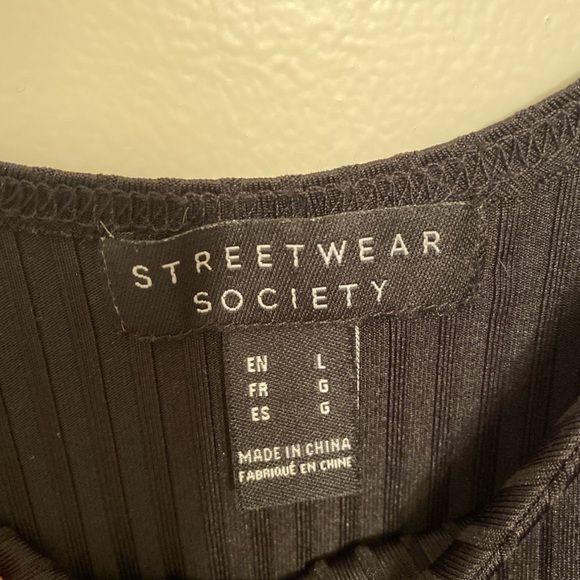 STREETWEAR
SOCIETY
EN L
FR G
ES G
MADE IN CHINA
FABRIQUÉ EN CHINE